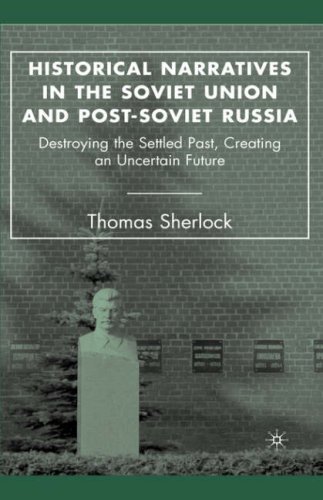 HISTORICAL NARRATIVES
IN THE SOVIET UNION
AND POST-SOVIET RUSSIA
Destroying the Settled Past, Creating
an Uncertain Future
Thomas Sherlock